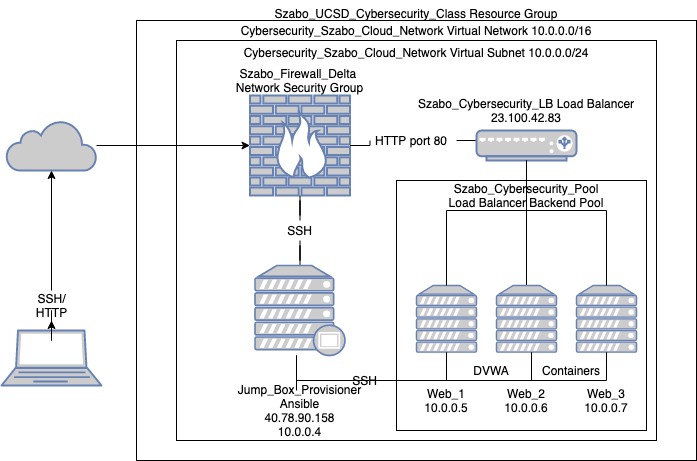 Szabo_UCSD_Cybersecurity_Class Resource Group
Cybersecurity_Szabo_Cloud_Network Virtual Network 10.0.0.0/16
Cybersecurity_Szabo_Cloud_Network Virtual Subnet 10.0.0.0/24
Szabo_Firewall_Delta
Network Security Group
Szabo_Cybersecurity_LB Load Balancer
23.100.42.83
HTTP port 80
Szabo_Cybersecurity_Pool
Load Balancer Backend Pool
SSH
SSH/
HTTP
SSH
DVWA
Containers
Jump_Box_Provisioner
Ansible
40.78.90.158
10.0.0.4
Web_1
10.0.0.5
Web_2
10.0.0.6
Web_3
10.0.0.7